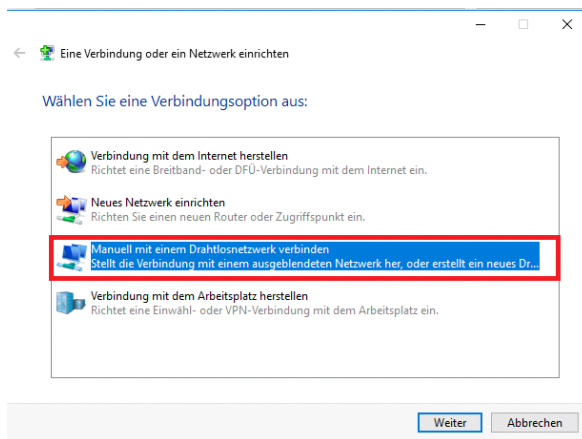 Eine Verbindung oder ein Netzwerk einrichten
Wählen Sie eine Verbindungsoption aus:
Verbindung mit dem Internet herstellen
Richtet eine Breitband- oder DFÜ-Verbindung mit dem Internet ein.
Neues Netzwerk einrichten
Richten Sie einen neuen Router oder Zugriffspunkt ein.
Manuell mit einem Drahtlosnetzwerk verbinden
Stellt die Verbindung mit einem ausgeblendeten Netzwerk her, oder erstellt ein neues Dr...
Verbindung mit dem Arbeitsplatz herstellen
Richtet eine Einwähl- oder VPN-Verbindung mit dem Arbeitsplatz ein.
Weiter Abbrechen